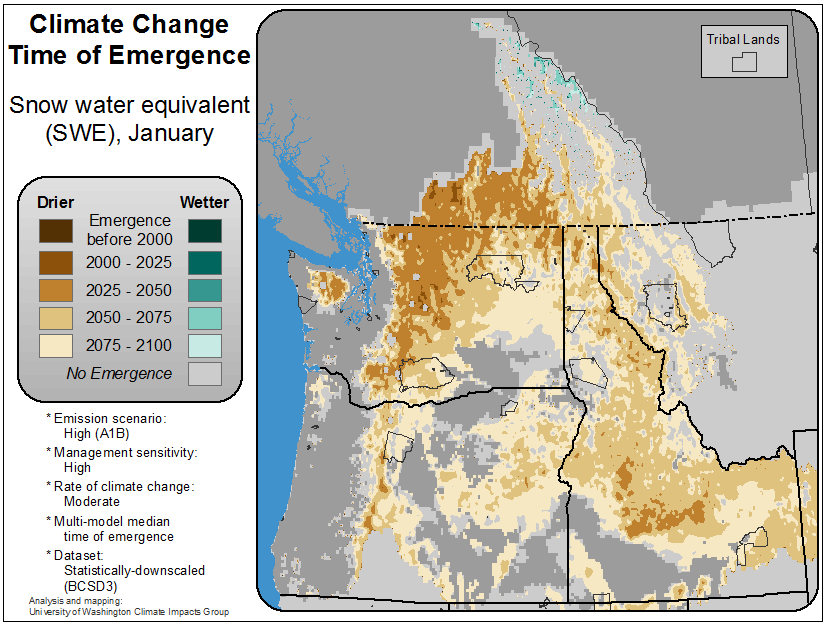 Climate Change
Time of Emergence
Snow water equivalent
(SWE), January
Drier
Wetter
Emergence
before 2000
2000 - 2025
2025 - 2050
2050 - 2075
2075 - 2100
No Emergence
* Emission scenario:
High (A1B)
* Management sensitivity:
High
* Rate of climate change:
Moderate
* Multi-model median
time of emergence
* Dataset:
Statistically-downscaled
(BCSD3)
Analysis and mapping:
University of Washington Climate Impacts Group
Tribal Lands